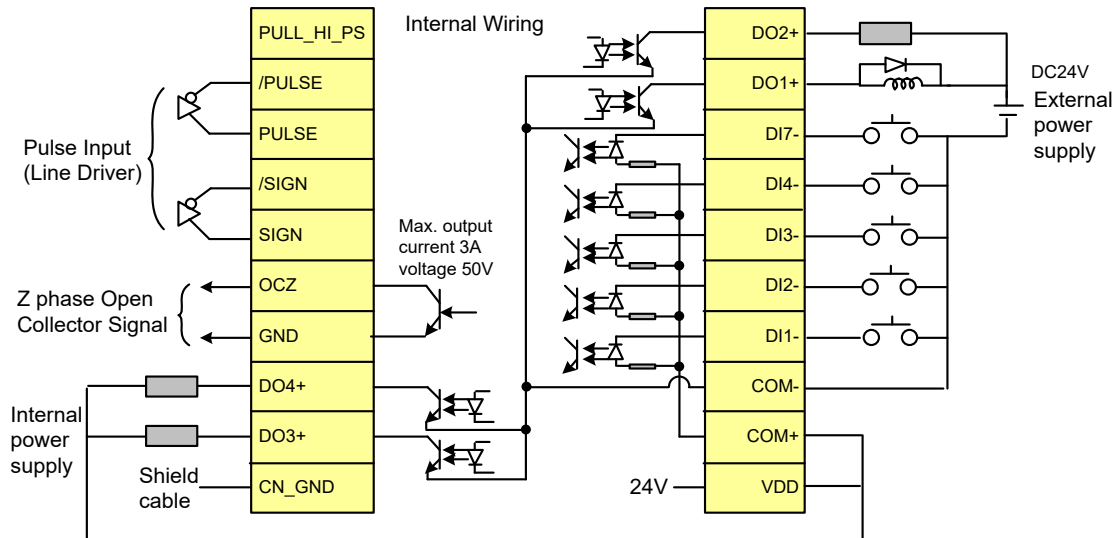 Internal Wiring
PULL_HI_PS
/PULSE
PULSE
/SIGN
SIGN
OCZ
GND
DO4+
DO3+
CN_GND
Pulse Input
(Line Driver)
Z phase Open
Collector Signal
Internal
power
supply
Shield
cable
Max. output
current 3A
voltage 50V
DO2+
DO1+
DI7-
DI4-
DI3-
DI2-
DI1-
COM-
COM+
VDD
24V
DC24V
External
power
supply